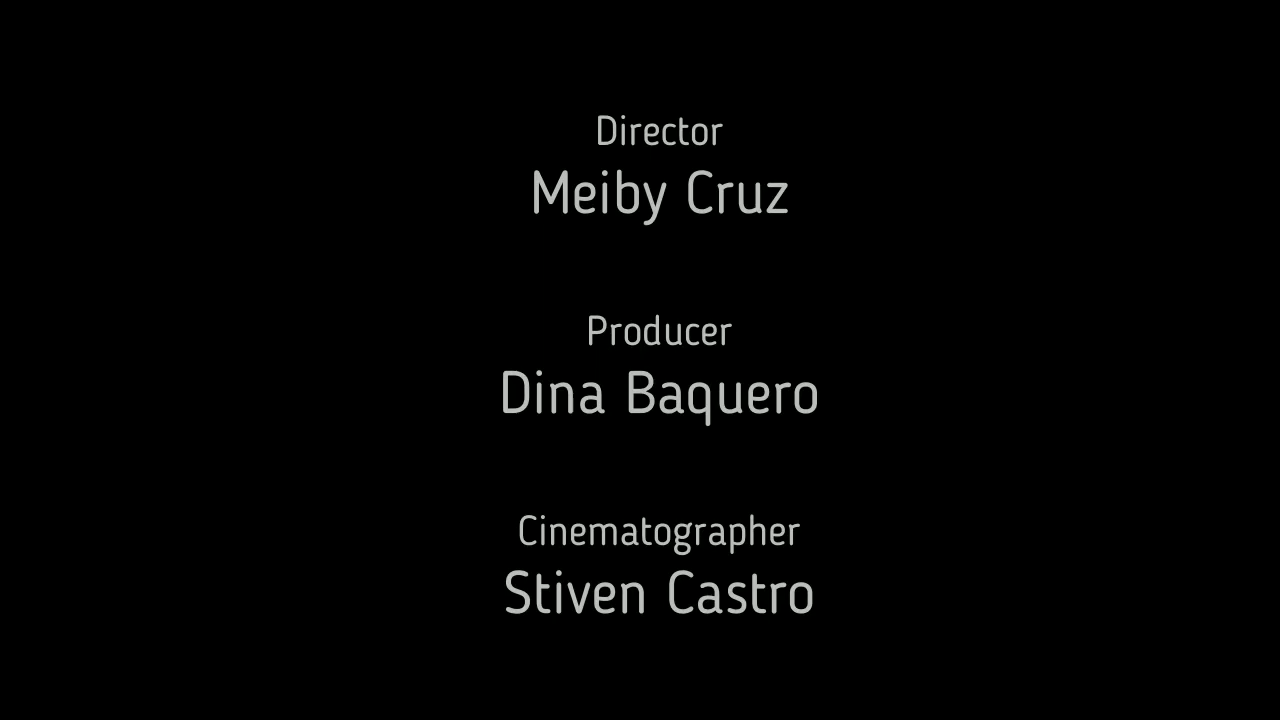 Director
Meiby Cruz
Producer
Dina Baquero
Cinematographer
Stiven Castro